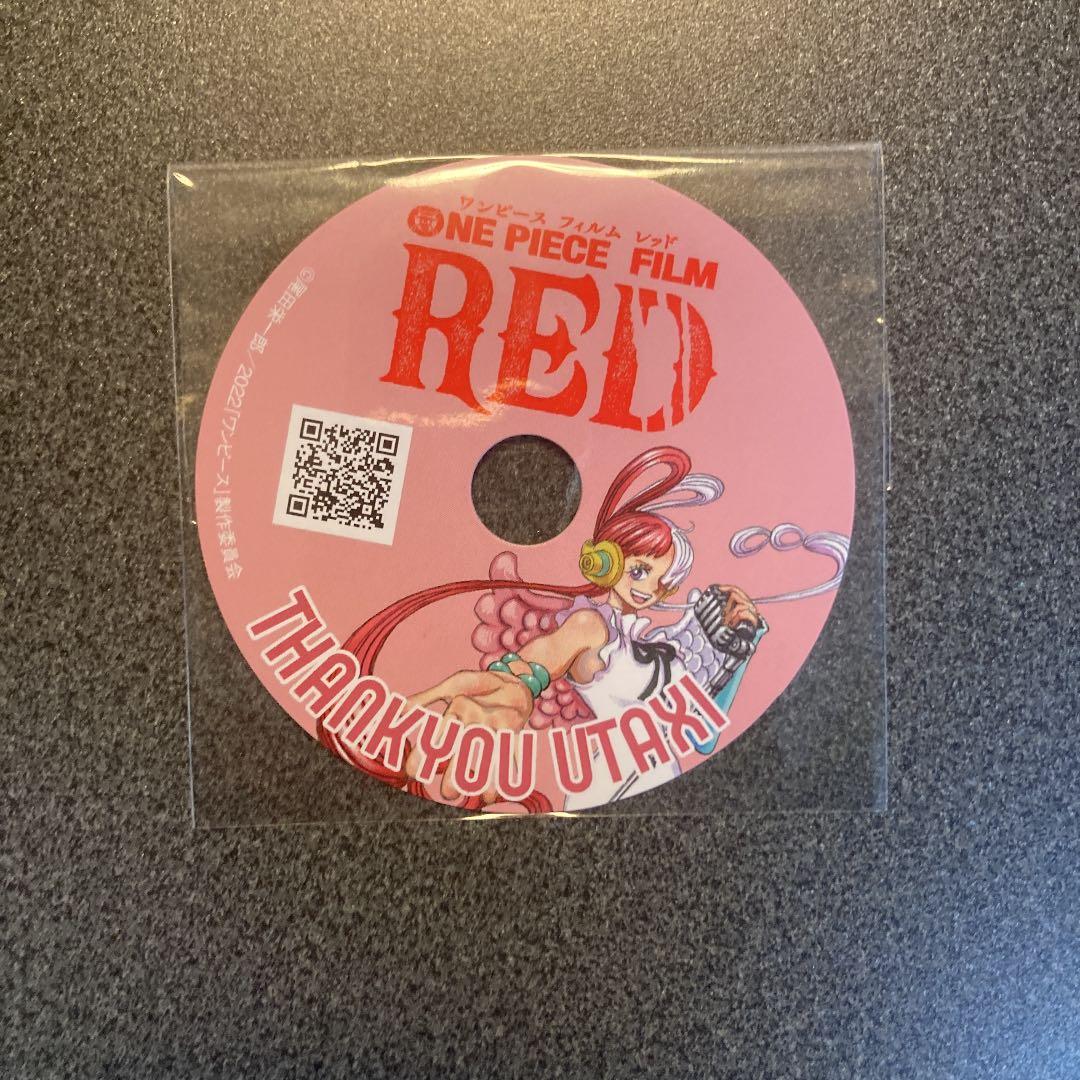 ワンピース フィルム レッド
ONE PIECE FILM
RED
©尾田栄一郎/2022「ワンピース」製作委員会
THANKYOU UTAXI